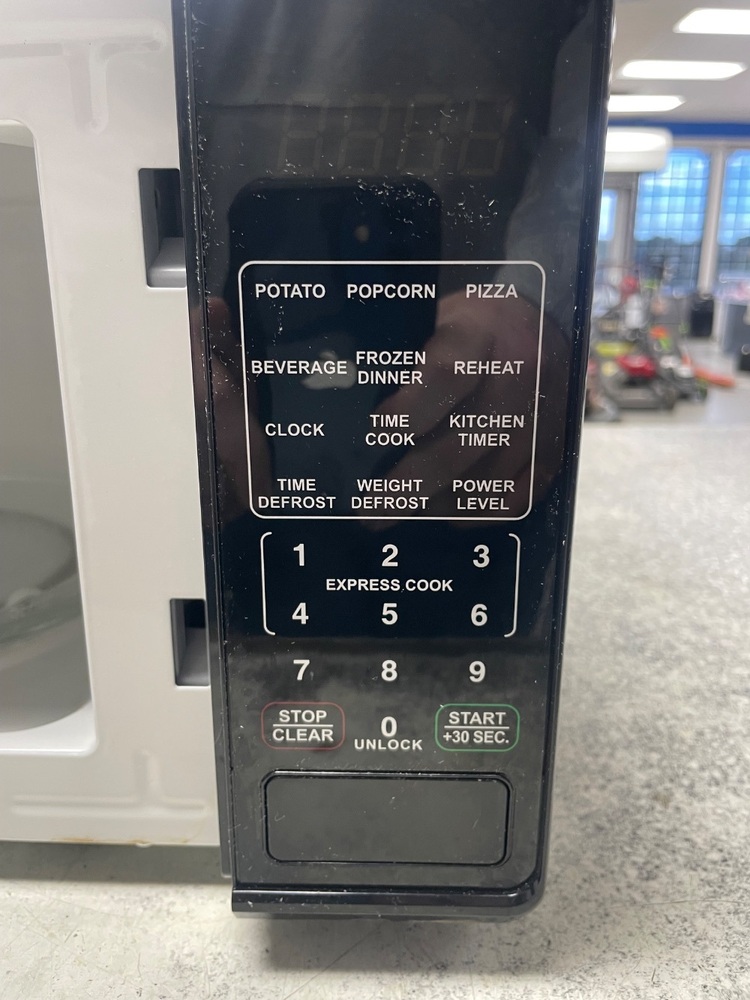 POTATO POPCORN PIZZA
BEVERAGE FROZEN DINNER REHEAT
CLOCK TIME COOK KITCHEN TIMER
TIME DEFROST WEIGHT DEFROST POWER LEVEL
1 2 3
EXPRESS COOK
4 5 6
7 8 9
STOP CLEAR 0 UNLOCK START +30 SEC.